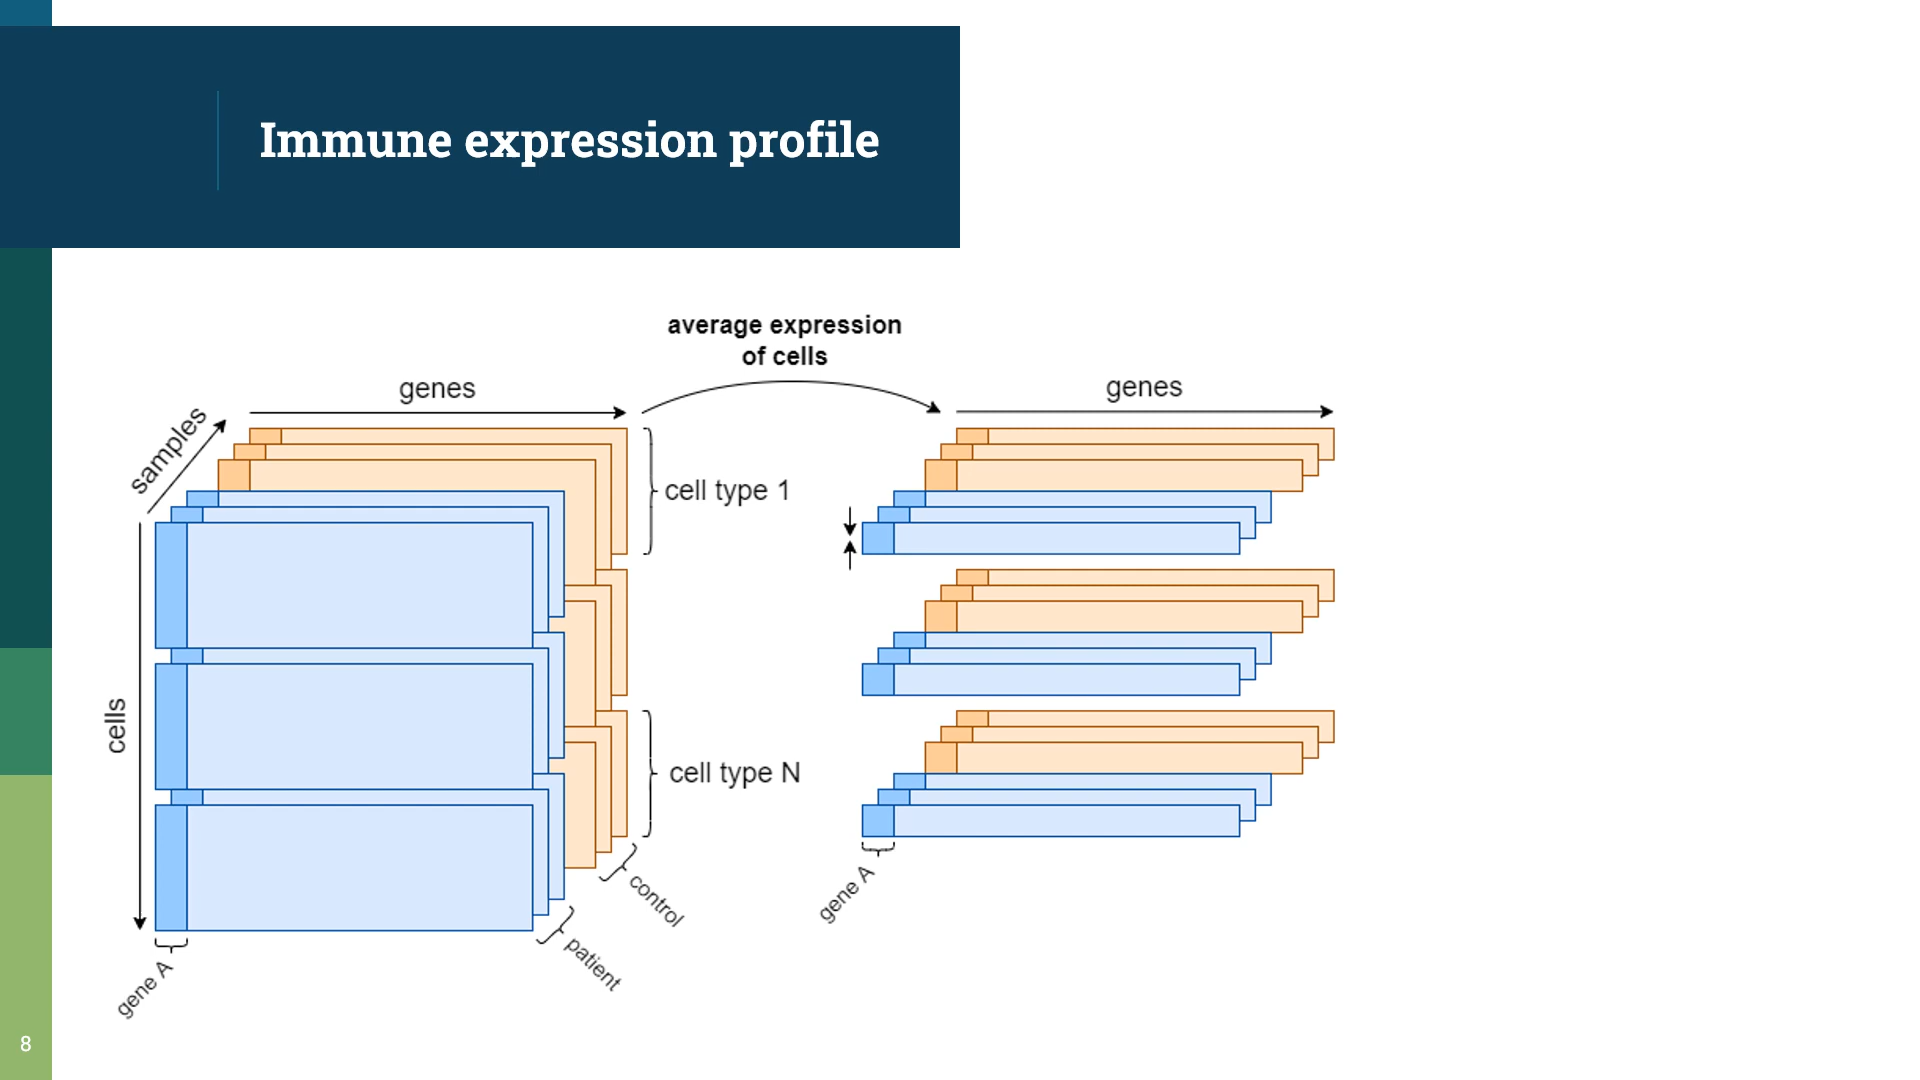 Immune expression profile
average expression
of cells
genes
genes
samples
cell type 1
cells
cell type N
control
patient
gene A
gene A
8